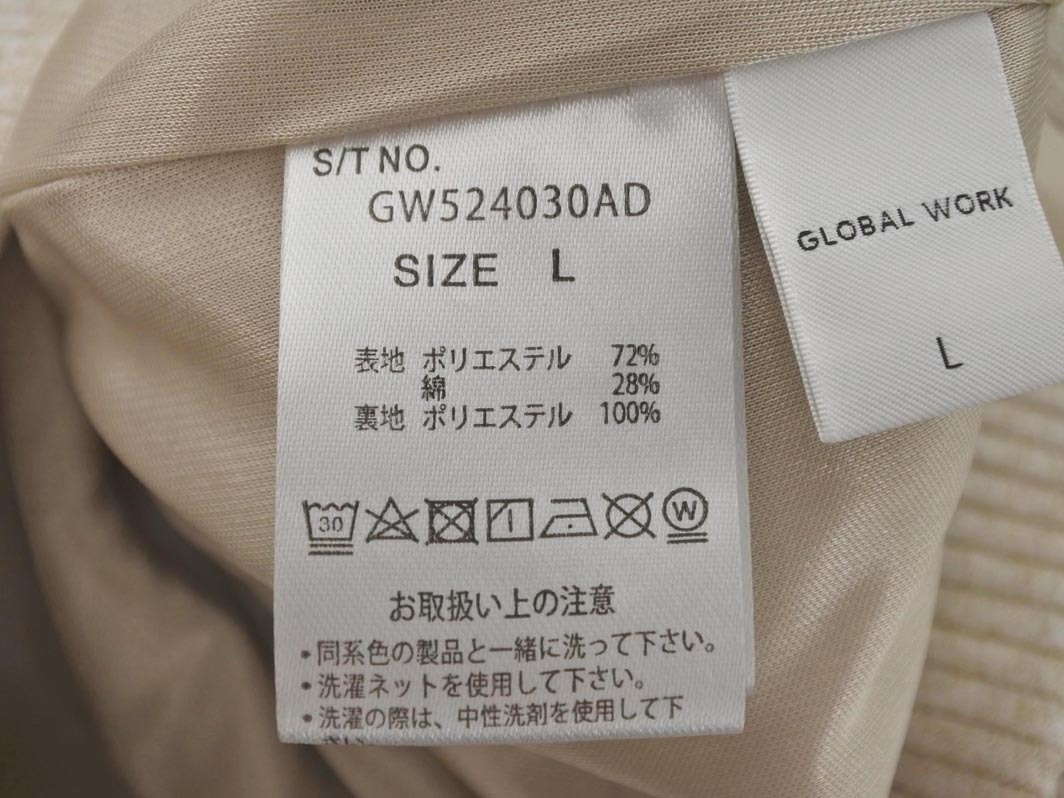 S/T NO.
GW524030AD
SIZE L
表地 ポリエステル 72%
綿 28%
裏地 ポリエステル 100%
30 W
お取扱い上の注意
・同系色の製品と一緒に洗って下さい。
・洗濯ネットを使用して下さい。
・洗濯の際は、中性洗剤を使用して下
さい。
GLOBAL WORK
L